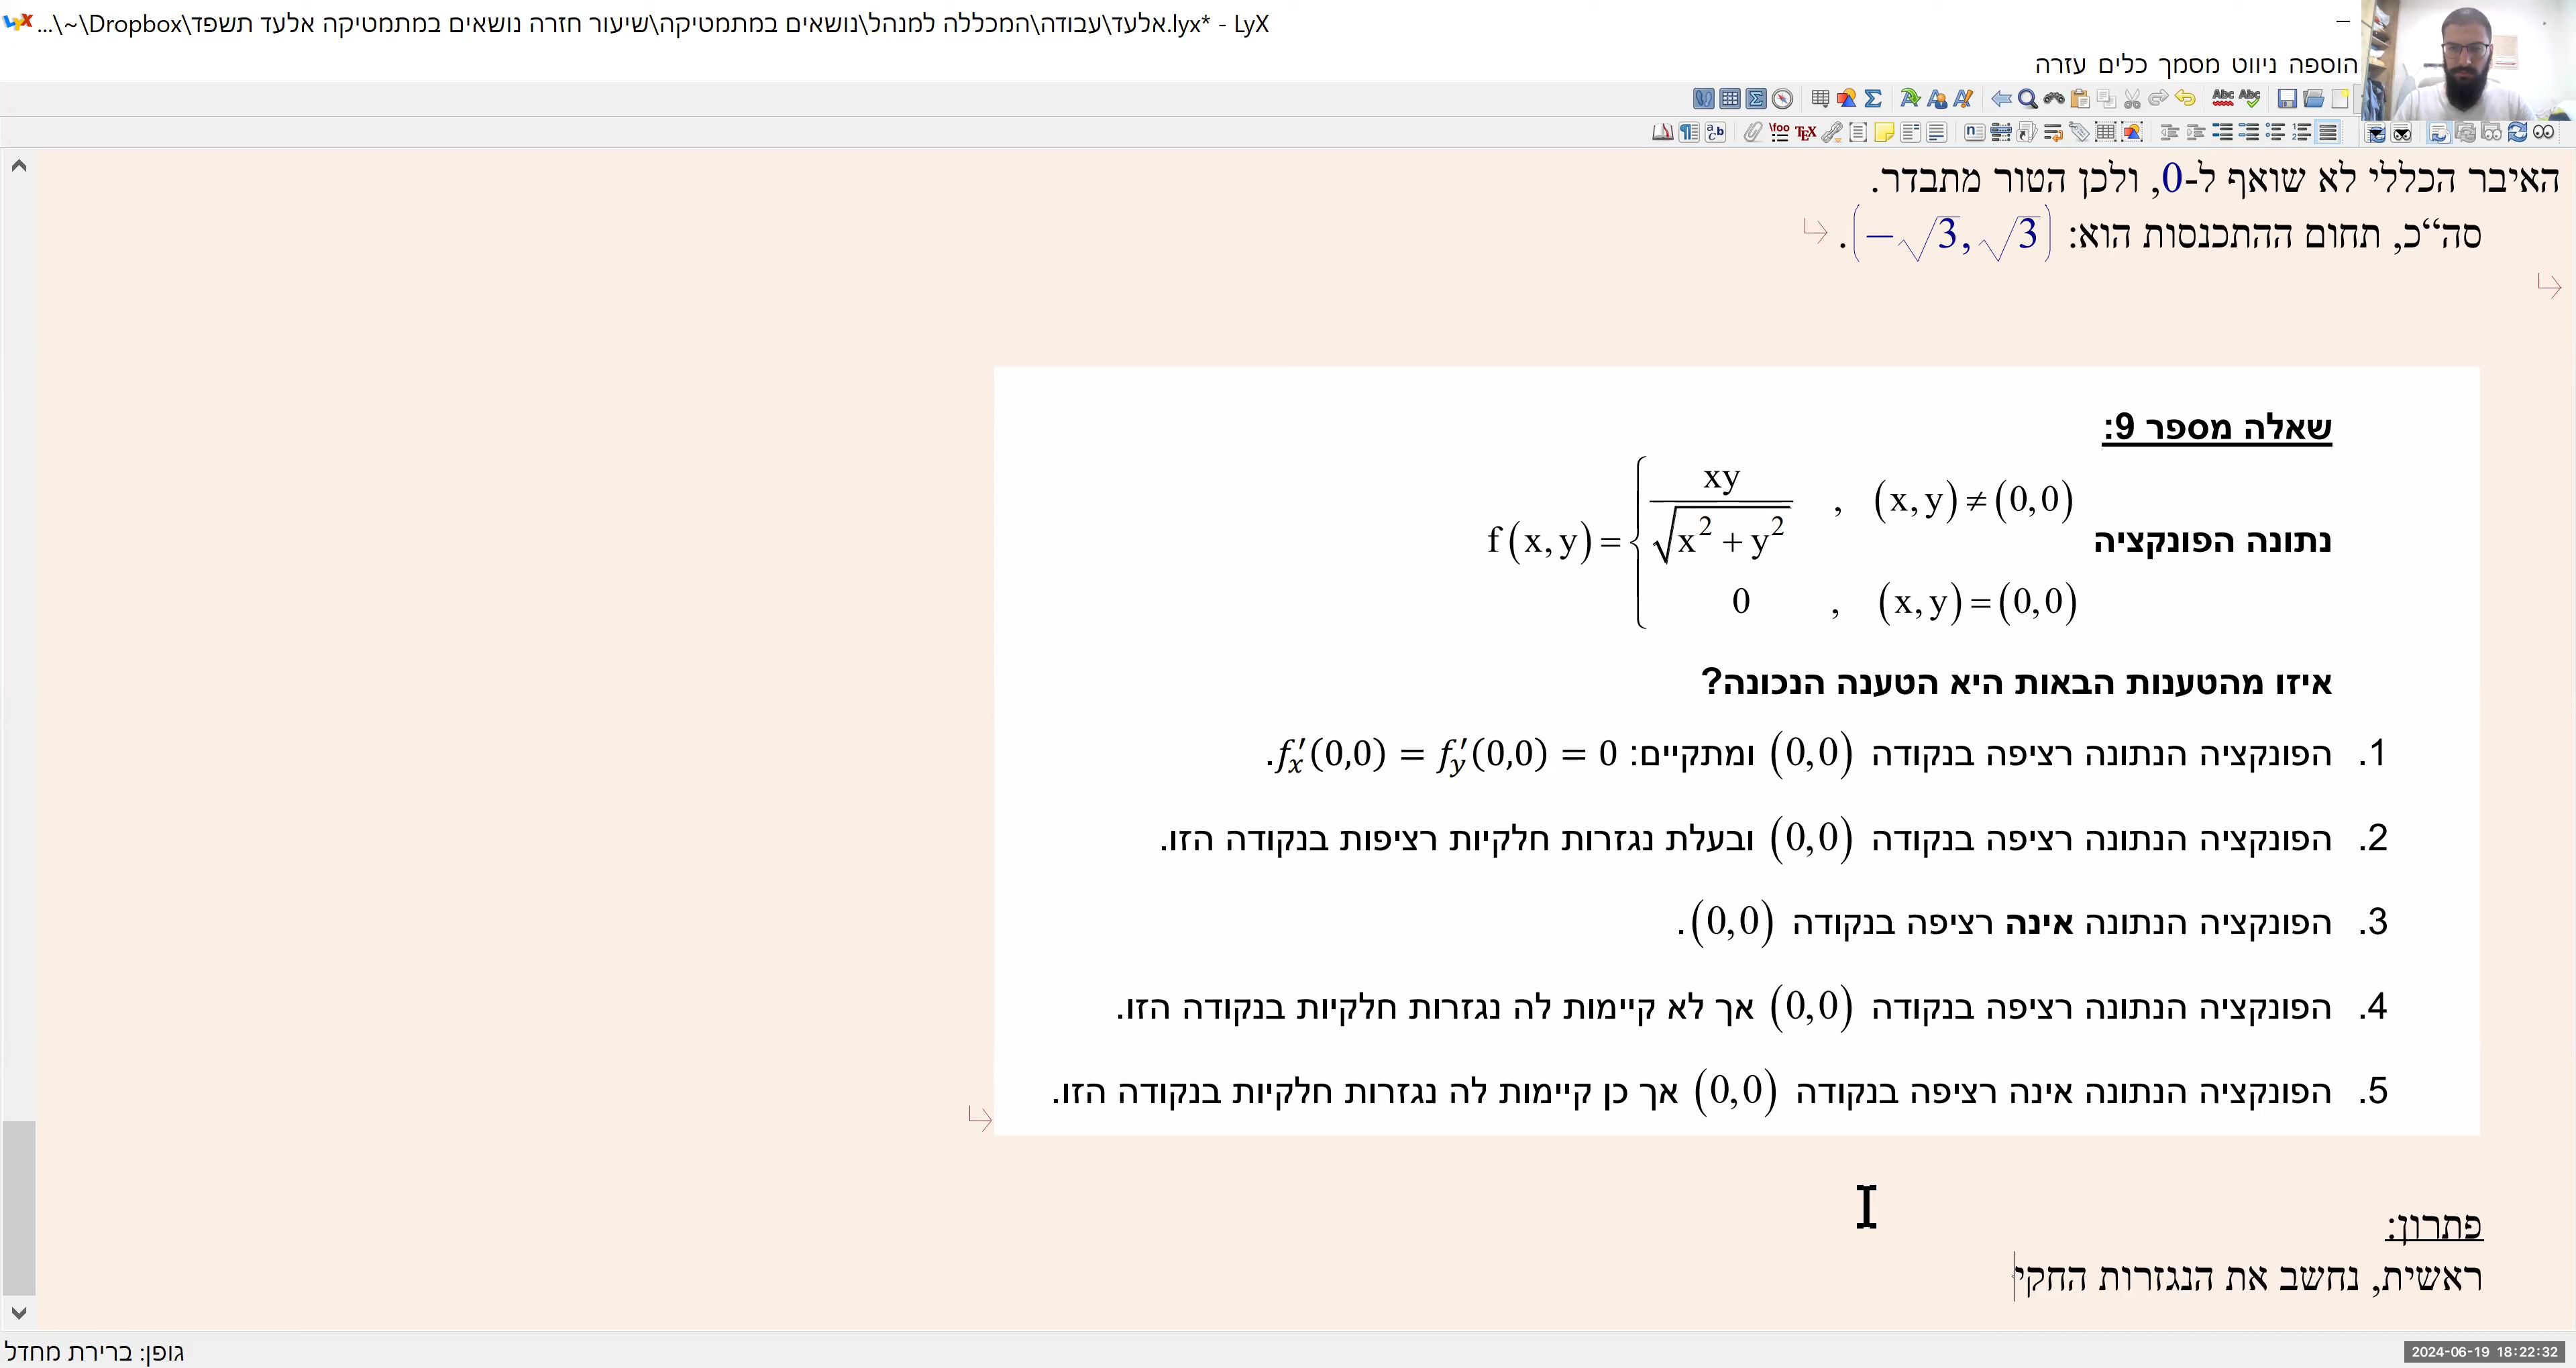 ...\~\Dropbox\אלעד\עבודה\המכללה למנהל\נושאים במתמטיקה\שיעור חזרה נושאים במתמטיקה אלעד תשפד.lyx* - LyX
הוספה ניווט מסמך כלים עזרה
האיבר הכללי לא שואף ל-0, ולכן הטור מתבדר.
סה“כ, תחום ההתכנסות הוא: (−√3, √3).
שאלה מספר 9:
נתונה הפונקציה f(x,y) = { xy / √(x² + y²) , (x,y) ≠ (0,0)
0 , (x,y) = (0,0)
איזו מהטענות הבאות היא הטענה הנכונה?
1. הפונקציה הנתונה רציפה בנקודה (0,0) ומתקיים: f′x(0,0) = f′y(0,0) = 0.
2. הפונקציה הנתונה רציפה בנקודה (0,0) ובעלת נגזרות חלקיות רציפות בנקודה הזו.
3. הפונקציה הנתונה אינה רציפה בנקודה (0,0).
4. הפונקציה הנתונה רציפה בנקודה (0,0) אך לא קיימות לה נגזרות חלקיות בנקודה הזו.
5. הפונקציה הנתונה אינה רציפה בנקודה (0,0) אך כן קיימות לה נגזרות חלקיות בנקודה הזו.
פתרון:
ראשית, נחשב את הנגזרות החקי
גופן: ברירת מחדל
2024-06-19 18:22:32